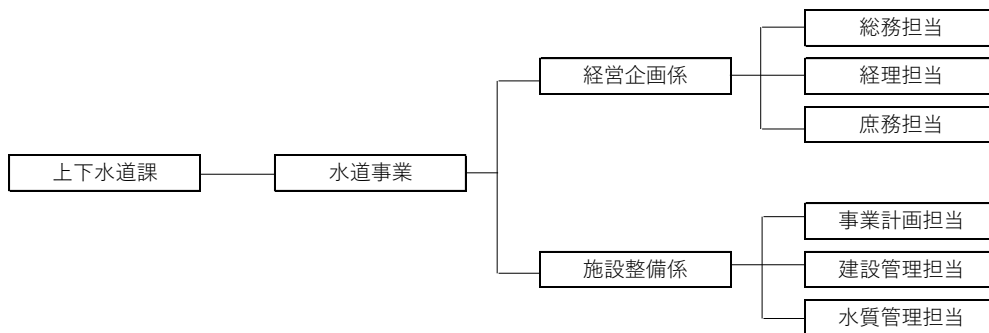 総務担当
経営企画係
経理担当
庶務担当
上下水道課
水道事業
事業計画担当
施設整備係
建設管理担当
水質管理担当